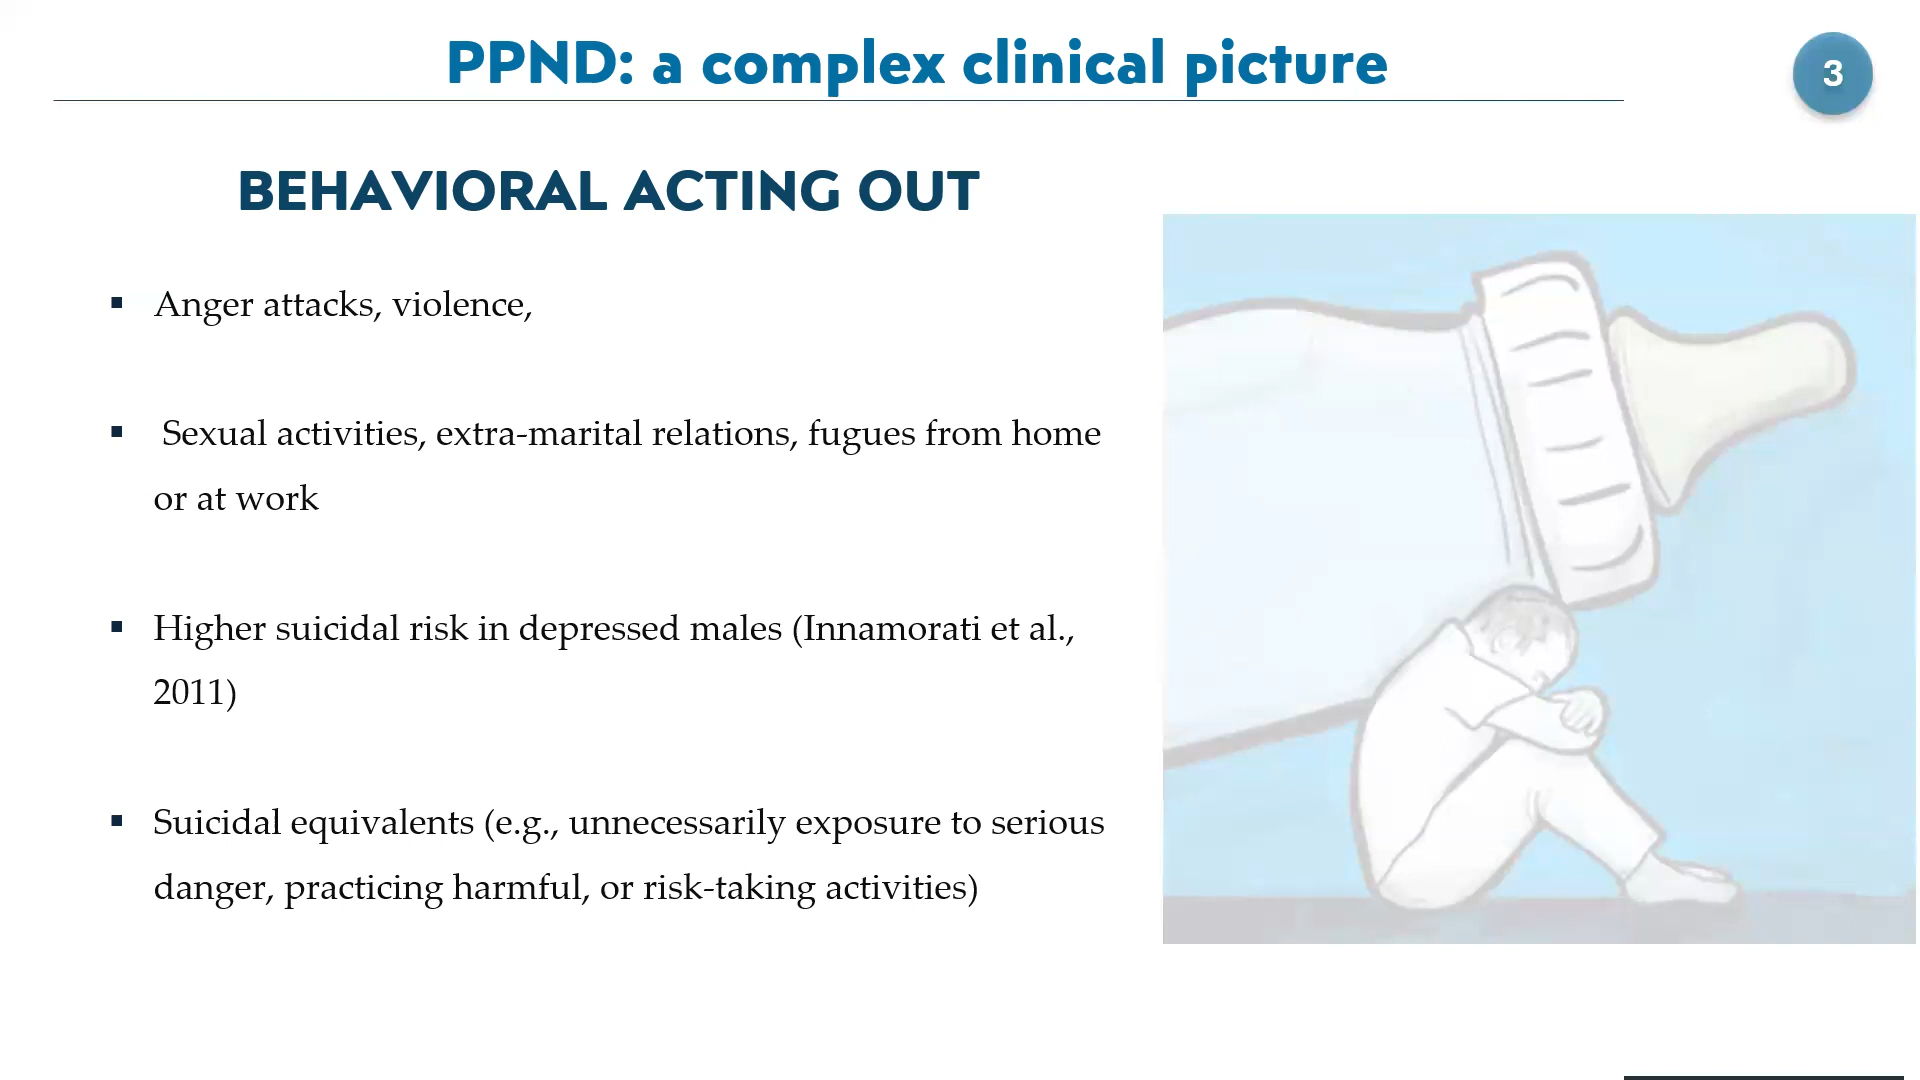 PPND: a complex clinical picture
3
BEHAVIORAL ACTING OUT
▪ Anger attacks, violence,
▪ Sexual activities, extra-marital relations, fugues from home
or at work
▪ Higher suicidal risk in depressed males (Innamorati et al.,
2011)
▪ Suicidal equivalents (e.g., unnecessarily exposure to serious
danger, practicing harmful, or risk-taking activities)